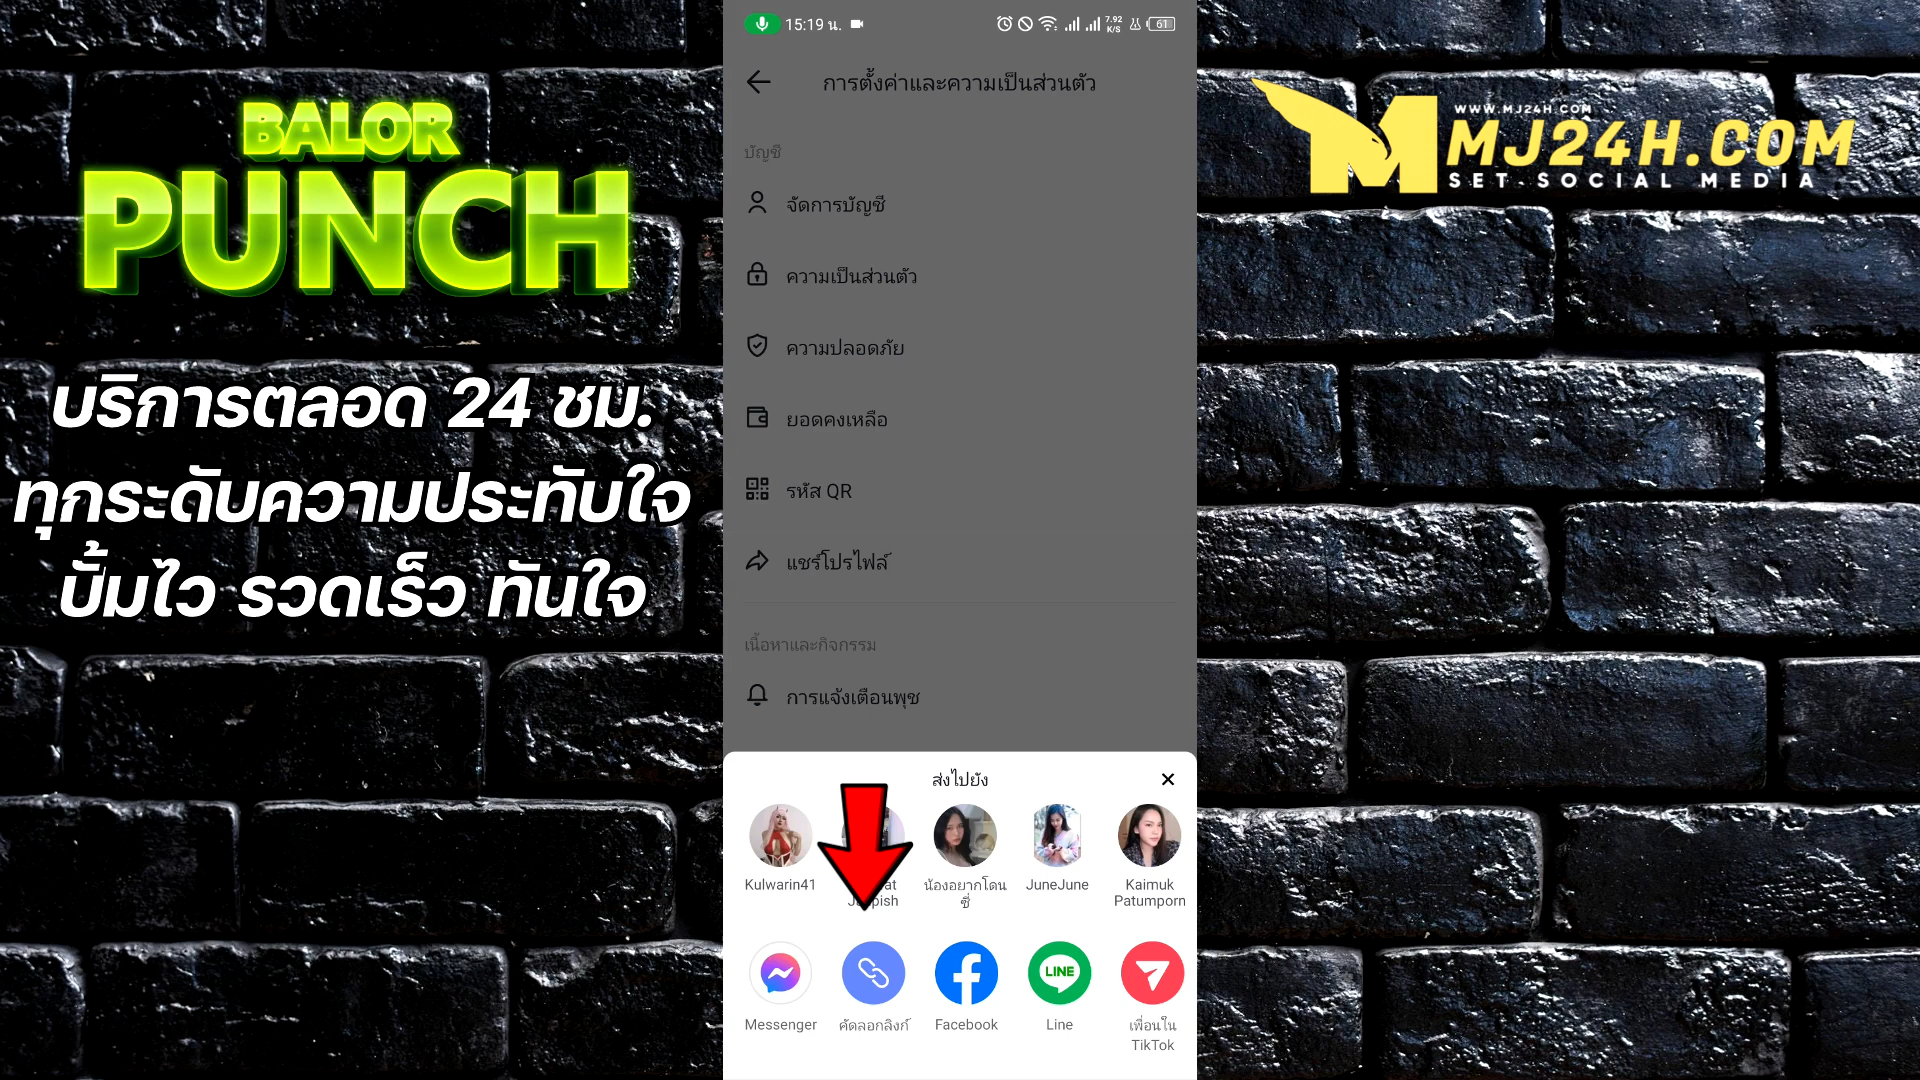 BALOR
PUNCH
บริการตลอด 24 ชม.
ทุกระดับความประทับใจ
ปั้มไว รวดเร็ว ทันใจ
15:19 น.
7.92
K/S
61
การตั้งค่าและความเป็นส่วนตัว
บัญชี
จัดการบัญชี
ความเป็นส่วนตัว
ความปลอดภัย
ยอดคงเหลือ
รหัส QR
แชร์โปรไฟล์
เนื้อหาและกิจกรรม
การแจ้งเตือนพุช
ส่งไปยัง
Kulwarin41
น้องอยากโดน
ซี่
JuneJune
Kaimuk
Patumporn
Messenger
คัดลอกลิงก์
Facebook
LINE
Line
เพื่อนใน
TikTok
WWW.MJ24H.COM
MJ24H.COM
SET SOCIAL MEDIA